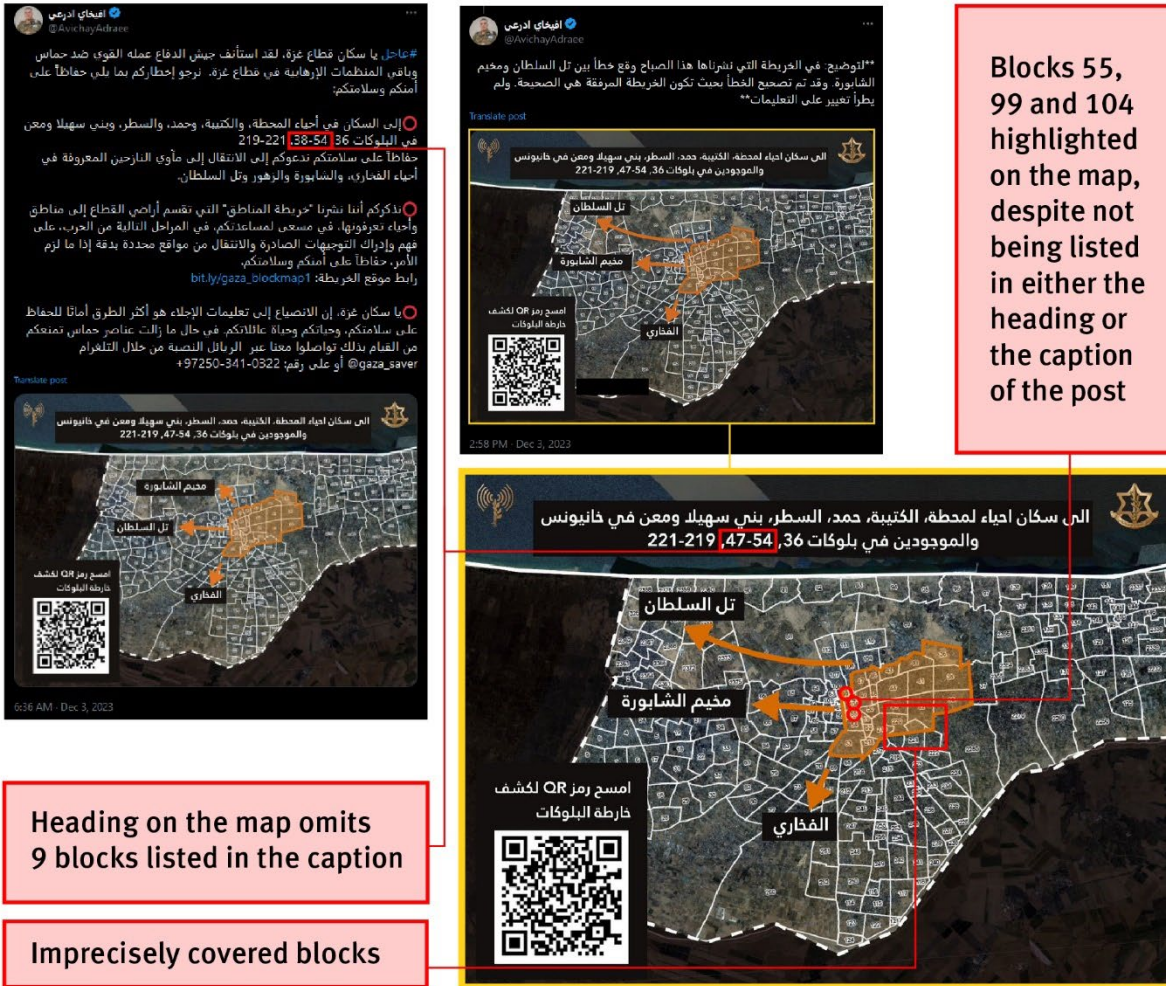 افيخاي ادرعي
@AvichayAdraee
#عاجل يا سكان قطاع غزة، لقد استأنف جيش الدفاع عمله القوي ضد حماس
وباقي المنظمات الإرهابية في قطاع غزة. نرجو إخطاركم بما يلي حفاظاً على
أمنكم وسلامتكم:
⭕إلى السكان في أحياء المحطة، والكتيبة، وحمد، والسطر، وبني سهيلا ومعن
في البلوكات 36, 38-54, 219-221
حفاظاً على سلامتكم ندعوكم إلى الانتقال إلى مآوي النازحين المعروفة في
أحياء الفخاري، والشابورة والزهور وتل السلطان.
⭕نذكركم أننا نشرنا "خريطة المناطق" التي تقسم أراضي القطاع إلى مناطق
وأحياء تعرفونها، في مسعى لمساعدتكم، في المراحل التالية من الحرب، على
فهم وإدراك التوجيهات الصادرة والانتقال من مواقع محددة بدقة إذا ما لزم
الأمر، حفاظاً على أمنكم وسلامتكم.
رابط موقع الخريطة: bit.ly/gaza_blockmap1
⭕يا سكان غزة، إن الانصياع إلى تعليمات الإجلاء هو أكثر الطرق أمانًا للحفاظ
على سلامتكم، وحياتكم وحياة عائلاتكم. في حال ما زالت عناصر حماس تمنعكم
من القيام بذلك تواصلوا معنا عبر الرسائل النصية من خلال التلغرام
@gaza_saver أو على رقم: 0322-341-97250+
Translate post
الى سكان احياء المحطة، الكتيبة، حمد، السطر، بني سهيلا ومعن في خانيونس
والموجودين في بلوكات 36, 47-54, 219-221
مخيم الشابورة
تل السلطان
الفخاري
امسح رمز QR لكشف
خارطة البلوكات
6:36 AM · Dec 3, 2023
افيخاي ادرعي
@AvichayAdraee
**لتوضيح: في الخريطة التي نشرناها هذا الصباح وقع خطأ بين تل السلطان ومخيم
الشابورة. وقد تم تصحيح الخطأ بحيث تكون الخريطة المرفقة هي الصحيحة. ولم
يطرأ تغيير على التعليمات**
Translate post
الى سكان احياء لمحطة، الكتيبة، حمد، السطر، بني سهيلا ومعن في خانيونس
والموجودين في بلوكات 36, 47-54, 219-221
تل السلطان
مخيم الشابورة
الفخاري
امسح رمز QR لكشف
خارطة البلوكات
2:58 PM · Dec 3, 2023
Blocks 55,
99 and 104
highlighted
on the map,
despite not
being listed
in either the
heading or
the caption
of the post
الى سكان احياء لمحطة، الكتيبة، حمد، السطر، بني سهيلا ومعن في خانيونس
والموجودين في بلوكات 36, 47-54, 219-221
تل السلطان
مخيم الشابورة
الفخاري
امسح رمز QR لكشف
خارطة البلوكات
Heading on the map omits
9 blocks listed in the caption
Imprecisely covered blocks